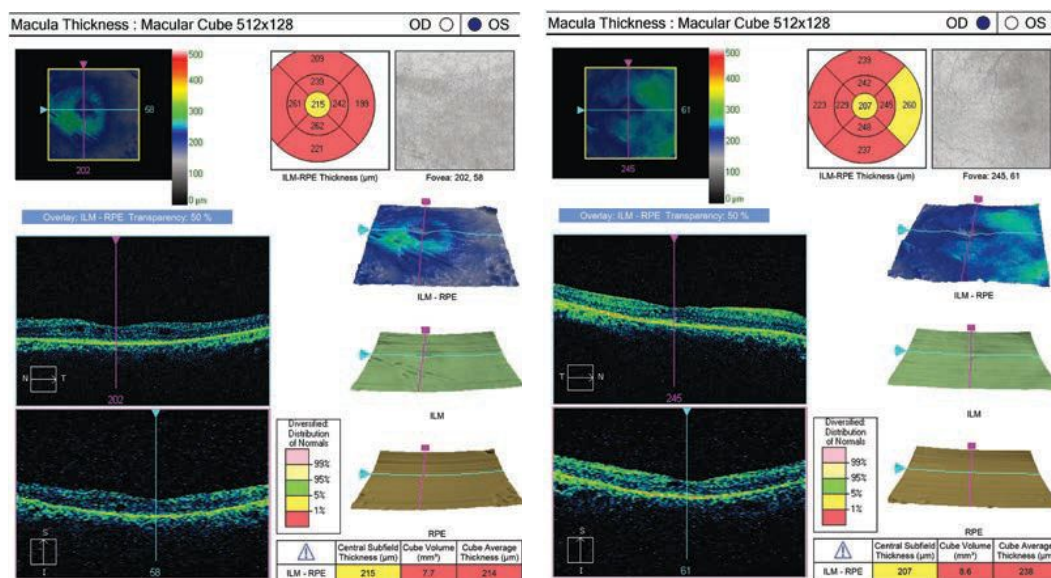 Macula Thickness : Macular Cube 512x128
OD OS
500
400
300
200
100
0 µm
58
202
209
239
261 215 242 199
262
221
ILM-RPE Thickness (µm)
Fovea: 202, 58
Overlay: ILM - RPE Transparency: 50 %
ILM - RPE
N T
202
ILM
Diversified:
Distribution
of Normals
99%
95%
5%
1%
RPE
S
I
58
Central Subfield
Thickness (µm)
Cube Volume
(mm³)
Cube Average
Thickness (µm)
ILM - RPE 215 7.7 214
Macula Thickness : Macular Cube 512x128
OD OS
500
400
300
200
100
0 µm
61
245
239
242
223 229 207 245 260
248
237
ILM-RPE Thickness (µm)
Fovea: 245, 61
Overlay: ILM - RPE Transparency: 50 %
ILM - RPE
T N
245
ILM
Diversified:
Distribution
of Normals
99%
95%
5%
1%
RPE
S
I
61
Central Subfield
Thickness (µm)
Cube Volume
(mm³)
Cube Average
Thickness (µm)
ILM - RPE 207 8.6 238